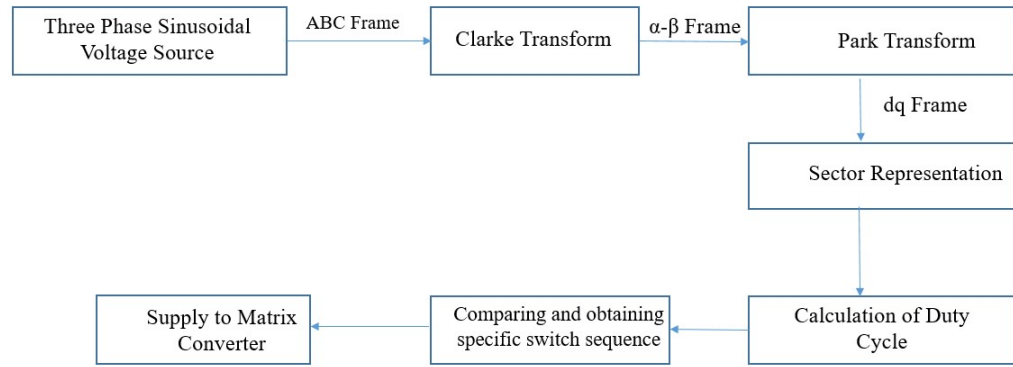 Three Phase Sinusoidal
Voltage Source
ABC Frame
Clarke Transform
α-β Frame
Park Transform
dq Frame
Sector Representation
Calculation of Duty
Cycle
Comparing and obtaining
specific switch sequence
Supply to Matrix
Converter